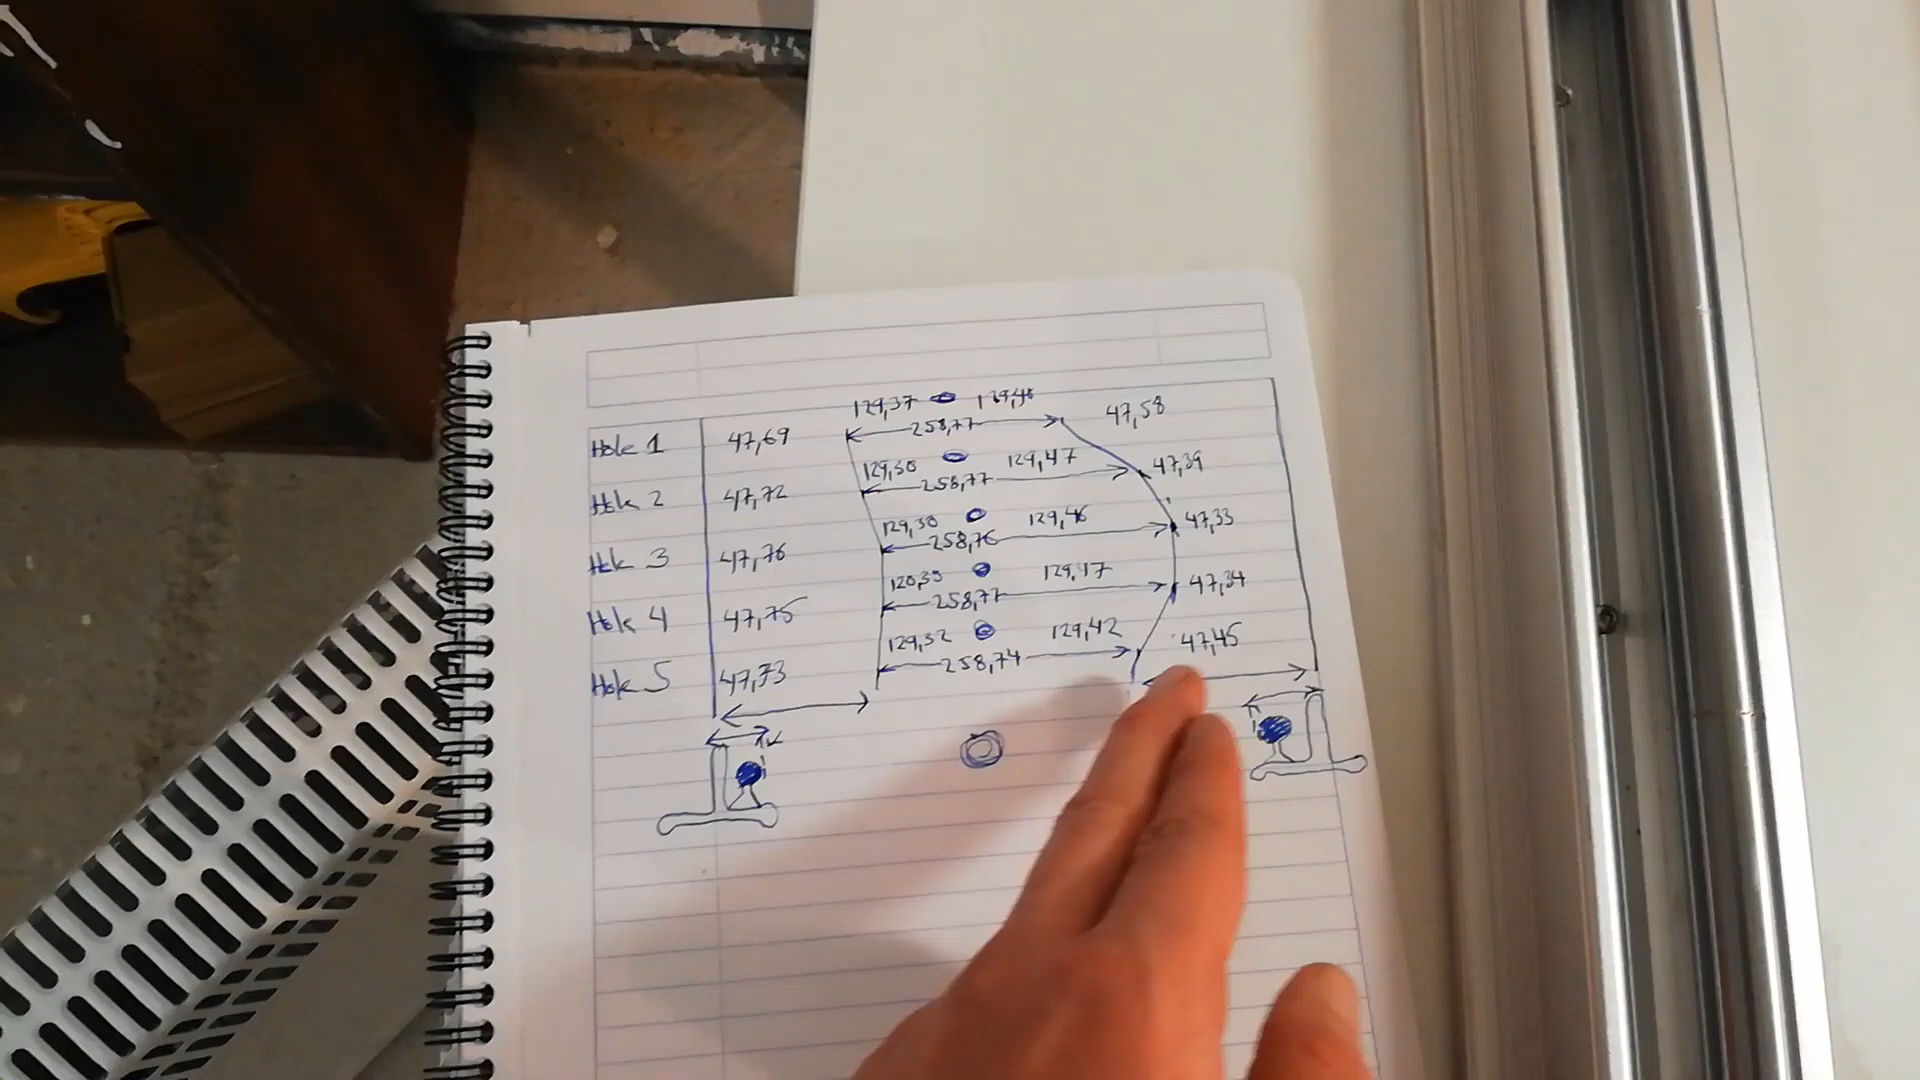 129,37 129,46
Hole 1 47,69 258,77 47,58
129,30 129,47 47,39
Hole 2 47,72 258,77
129,30 129,46 47,33
Hole 3 47,76 258,76
129,47 47,34
Hole 4 47,75 258,77
129,32 129,42 47,45
Hole 5 47,73 258,74